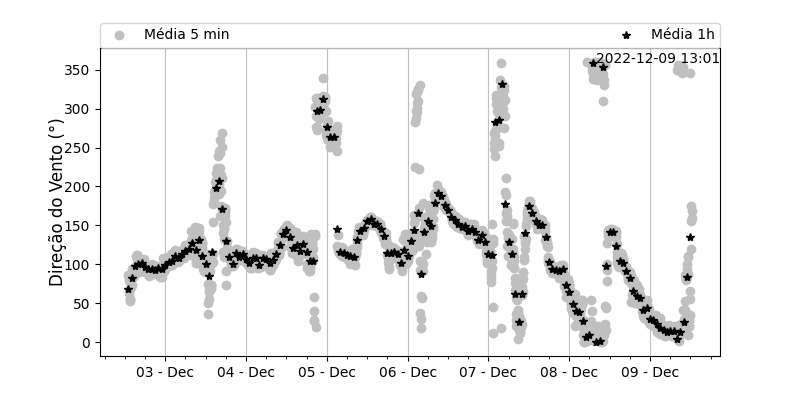 Média 5 min
Média 1h
2022-12-09 13:01
Direção do Vento (°)
350
300
250
200
150
100
50
0
03 - Dec
04 - Dec
05 - Dec
06 - Dec
07 - Dec
08 - Dec
09 - Dec